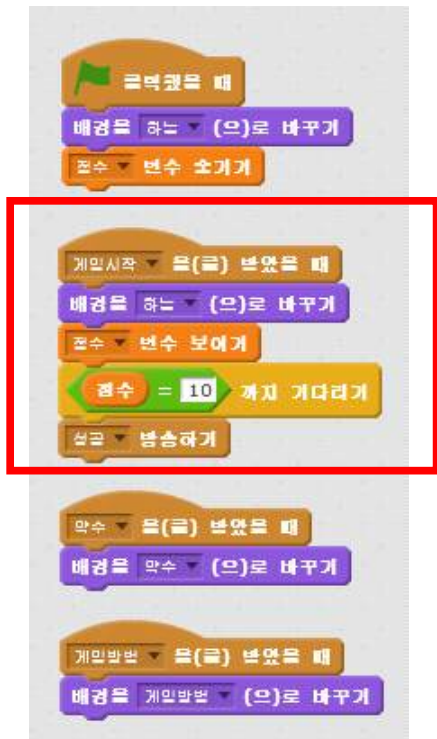 클릭했을 때
배경을 하늘 (으)로 바꾸기
점수 변수 숨기기
게임시작 을(를) 받았을 때
배경을 하늘 (으)로 바꾸기
점수 변수 보이기
점수 = 10 까지 기다리기
성공 방송하기
을(를) 받았을 때
배경을 (으)로 바꾸기
게임방법 을(를) 받았을 때
배경을 게임방법 (으)로 바꾸기